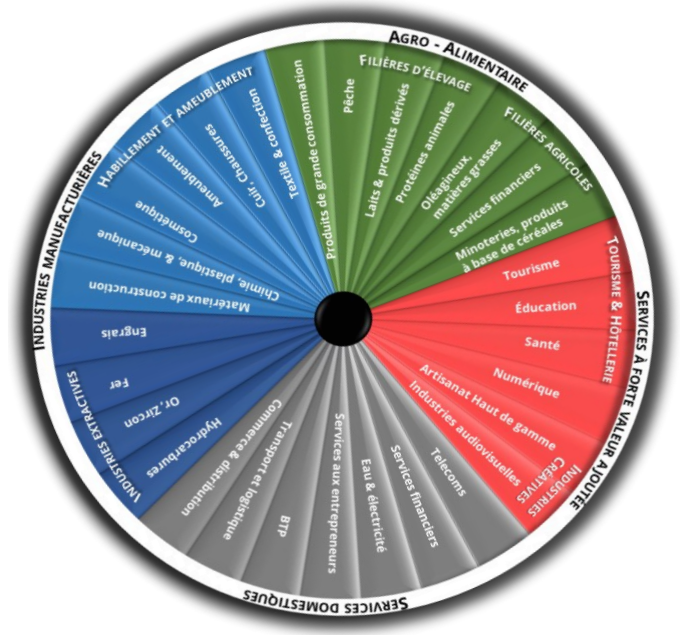 AGRO - ALIMENTAIRE
FILIÈRES D'ÉLEVAGE
FILIÈRES AGRICOLES
Produits de grande consommation
Pêche
Laits & produits dérivés
Protéines animales
Oléagineux,
matières grasses
Services financiers
Minoteries, produits
à base de céréales
SERVICES À FORTE VALEUR AJOUTÉE
TOURISME & HÔTELLERIE
Tourisme
Éducation
Santé
Numérique
Artisanat Haut de gamme
Industries audiovisuelles
INDUSTRIES
CRÉATIVES
SERVICES DOMESTIQUES
Telecoms
Services financiers
Eau & électricité
Services aux entrepreneurs
BTP
Transport et logistique
Commerce & distribution
INDUSTRIES MANUFACTURIÈRES
INDUSTRIES EXTRACTIVES
Hydrocarbures
Or, Zircon
Fer
Engrais
Matériaux de construction
Chimie, plastique, & mécanique
Cosmétique
HABILLEMENT ET AMEUBLEMENT
Ameublement
Cuir, Chaussures
Textile & confection